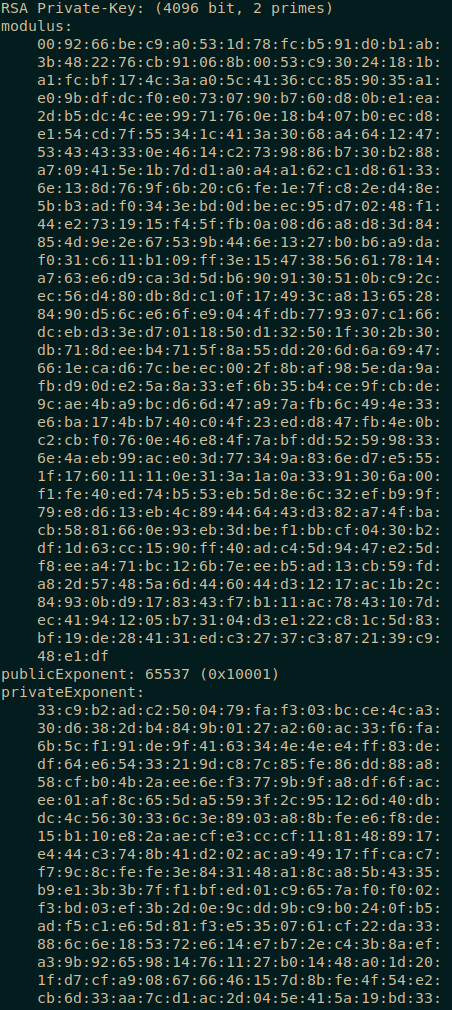 RSA Private-Key: (4096 bit, 2 primes)
modulus:
00:92:66:be:c9:a0:53:1d:78:fc:b5:91:d0:b1:ab:
3b:48:22:76:cb:91:06:8b:00:53:c9:30:24:18:1b:
a1:fc:bf:17:4c:3a:a0:5c:41:36:cc:85:90:35:a1:
e0:9b:df:dc:f0:e0:73:07:90:b7:60:d8:0b:e1:ea:
2d:b5:dc:4c:ee:99:71:76:0e:18:b4:07:b0:ec:d8:
e1:54:cd:7f:55:34:1c:41:3a:30:68:a4:64:12:47:
53:43:43:33:0e:46:14:c2:73:98:86:b7:30:b2:88:
a7:09:41:5e:1b:7d:d1:a0:a4:a1:62:c1:d8:61:33:
6e:13:8d:76:9f:6b:20:c6:fe:1e:7f:c8:2e:d4:8e:
5b:b3:ad:f0:34:3e:bd:0d:be:ec:95:d7:02:48:f1:
44:e2:73:19:15:f4:5f:fb:0a:08:d6:a8:d8:3d:84:
85:4d:9e:2e:67:53:9b:44:6e:13:27:b0:b6:a9:da:
f0:31:c6:11:b1:09:ff:3e:15:47:38:56:61:78:14:
a7:63:e6:d9:ca:3d:5d:b6:90:91:30:51:0b:c9:2c:
ec:56:d4:80:db:8d:c1:0f:17:49:3c:a8:13:65:28:
84:90:d5:6c:e6:6f:e9:04:4f:db:77:93:07:c1:66:
dc:eb:d3:3e:d7:01:18:50:d1:32:50:1f:30:2b:30:
db:71:8d:ee:b4:71:5f:8a:55:dd:20:6d:6a:69:47:
66:1e:ca:d6:7c:be:ec:00:2f:8b:af:98:5e:da:9a:
fb:d9:0d:e2:5a:8a:33:ef:6b:35:b4:ce:9f:cb:de:
9c:ae:4b:a9:bc:d6:6d:47:a9:7a:fb:6c:49:4e:33:
e6:ba:17:4b:b7:40:c0:4f:23:ed:d8:47:fb:4e:0b:
c2:cb:f0:76:0e:46:e8:4f:7a:bf:dd:52:59:98:33:
6e:4a:eb:99:ac:e0:3d:77:34:9a:83:6e:d7:e5:55:
1f:17:60:11:11:0e:31:3a:1a:0a:33:91:30:6a:00:
f1:fe:40:ed:74:b5:53:eb:5d:8e:6c:32:ef:b9:9f:
79:e8:d6:13:eb:4c:89:44:64:43:d3:82:a7:4f:ba:
cb:58:81:66:0e:93:eb:3d:be:f1:bb:cf:04:30:b2:
df:1d:63:cc:15:90:ff:40:ad:c4:5d:94:47:e2:5d:
f8:ee:a4:71:bc:12:6b:7e:ee:b5:ad:13:cb:59:fd:
a8:2d:57:48:5a:6d:44:60:44:d3:12:17:ac:1b:2c:
84:93:0b:d9:17:83:43:f7:b1:11:ac:78:43:10:7d:
ec:41:94:12:05:b7:31:04:d3:e1:22:c8:1c:5d:83:
bf:19:de:28:41:31:ed:c3:27:37:c3:87:21:39:c9:
48:e1:df
publicExponent: 65537 (0x10001)
privateExponent:
33:c9:b2:ad:c2:50:04:79:fa:f3:03:bc:ce:4c:a3:
30:d6:38:2d:b4:84:9b:01:27:a2:60:ac:33:f6:fa:
6b:5c:f1:91:de:9f:41:63:34:4e:4e:e4:ff:83:de:
df:64:e6:54:33:21:9d:c8:7c:85:fe:86:dd:88:a8:
58:cf:b0:4b:2a:ee:6e:f3:77:9b:9f:a8:df:6f:ac:
ee:01:af:8c:65:5d:a5:59:3f:2c:95:12:6d:40:db:
dc:4c:56:30:33:6c:3e:89:03:a8:8b:fe:e6:f8:de:
15:b1:10:e8:2a:ae:cf:e3:cc:cf:11:81:48:89:17:
e4:44:c3:74:8b:41:d2:02:ac:a9:49:17:ff:ca:c7:
f7:9c:8c:fe:fe:3e:84:31:48:a1:8c:a8:5b:43:35:
b9:e1:3b:3b:7f:f1:bf:ed:01:c9:65:7a:f0:f0:02:
f3:bd:03:ef:3b:2d:0e:9c:dd:9b:c9:b0:24:0f:b5:
ad:f5:c1:e6:5d:81:f3:e5:35:07:61:cf:22:da:33:
88:6c:6e:18:53:72:e6:14:e7:b7:2e:c4:3b:8a:ef:
a3:9b:92:65:98:14:76:11:27:b0:14:48:a0:1d:20:
1f:d7:cf:a9:08:67:66:46:15:7d:8b:fe:4f:54:e2:
cb:6d:33:aa:7c:d1:ac:2d:04:5e:41:5a:19:bd:33: